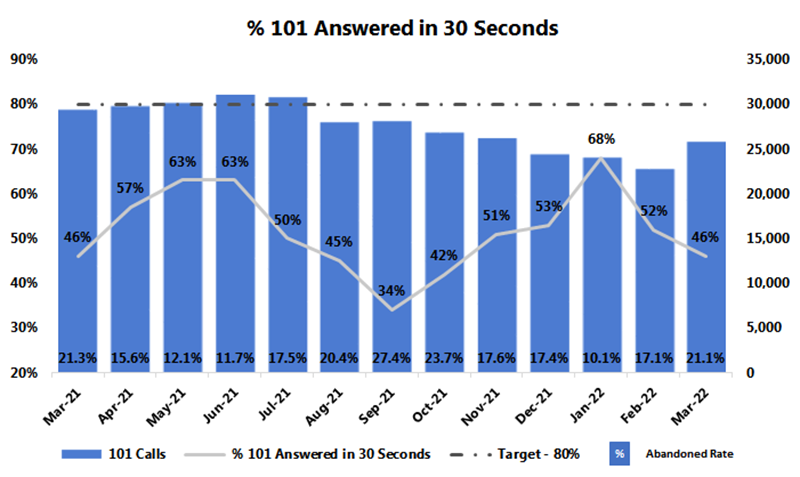 % 101 Answered in 30 Seconds
90% 35,000
80% 30,000
70% 25,000
60% 20,000
50% 15,000
40% 10,000
30% 5,000
20% 0
46% 57% 63% 63% 50% 45% 34% 42% 51% 53% 68% 52% 46%
21.3% 15.6% 12.1% 11.7% 17.5% 20.4% 27.4% 23.7% 17.6% 17.4% 10.1% 17.1% 21.1%
Mar-21 Apr-21 May-21 Jun-21 Jul-21 Aug-21 Sep-21 Oct-21 Nov-21 Dec-21 Jan-22 Feb-22 Mar-22
101 Calls % 101 Answered in 30 Seconds Target - 80% % Abandoned Rate